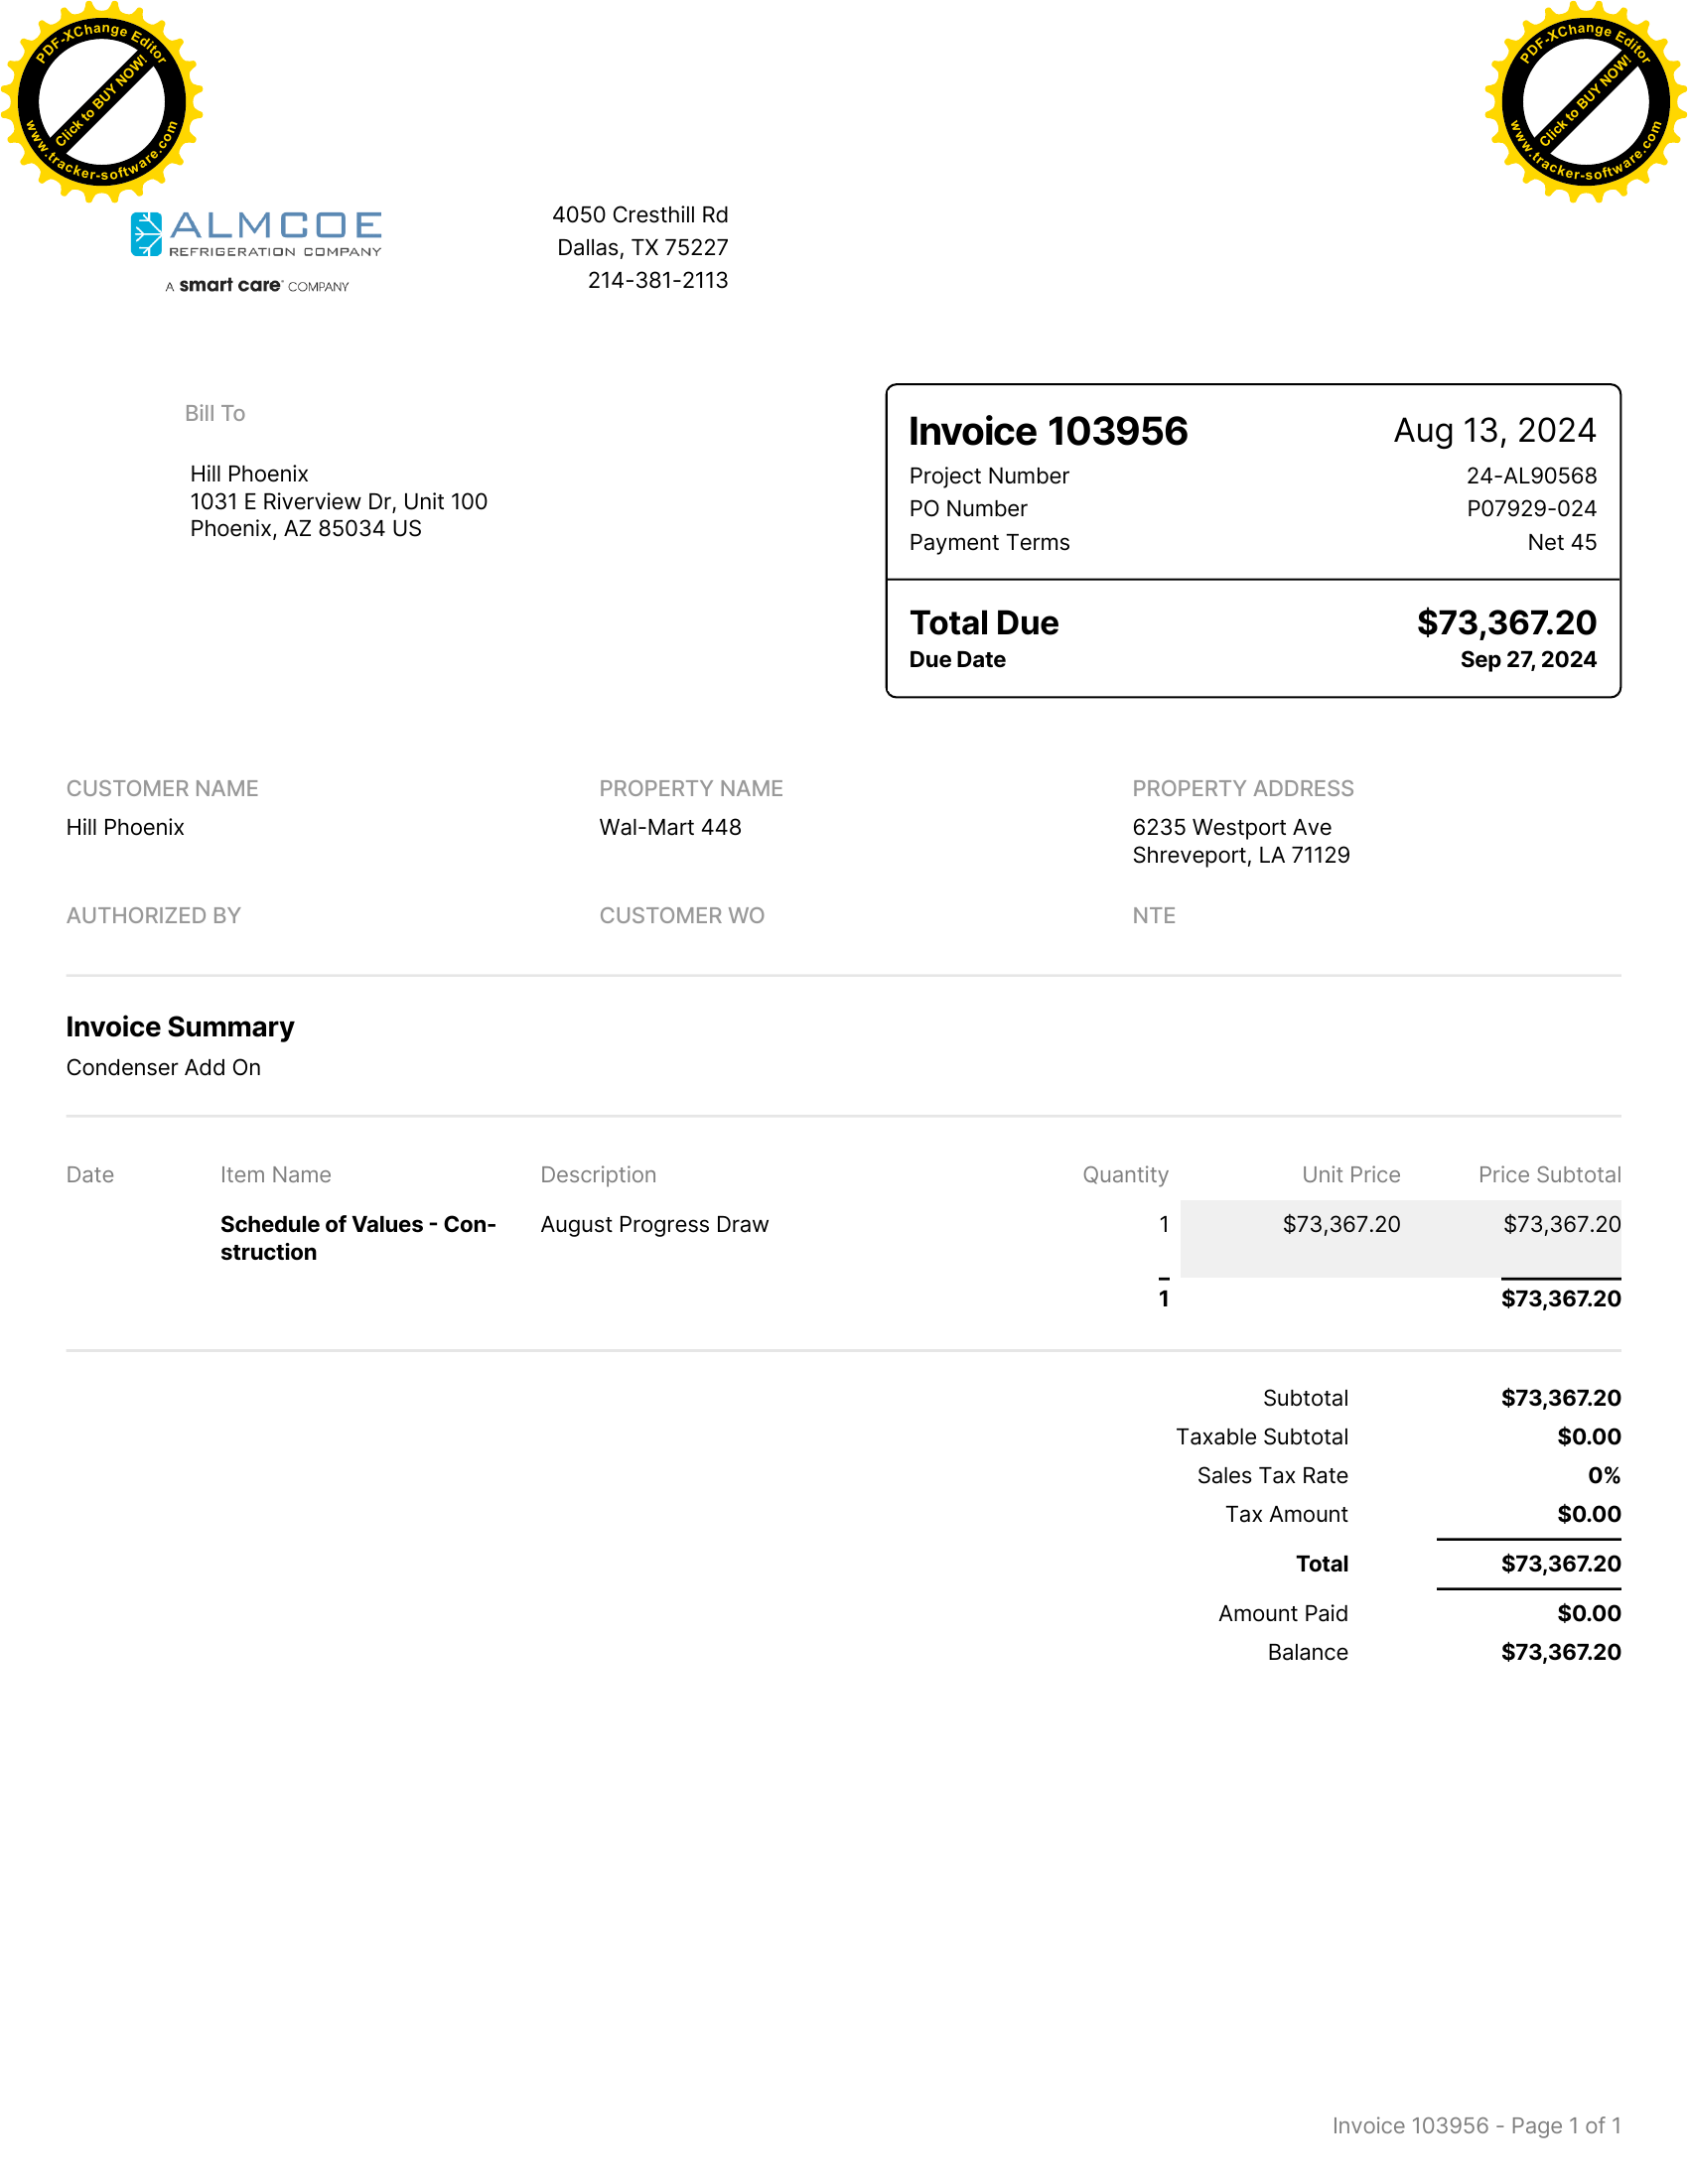 PDF-XChange Editor
Click to BUY NOW!
www.tracker-software.com
PDF-XChange Editor
Click to BUY NOW!
www.tracker-software.com
ALMCOE
REFRIGERATION COMPANY
A smart care COMPANY
4050 Cresthill Rd
Dallas, TX 75227
214-381-2113
Bill To
Hill Phoenix
1031 E Riverview Dr, Unit 100
Phoenix, AZ 85034 US
Invoice 103956 Aug 13, 2024
Project Number 24-AL90568
PO Number P07929-024
Payment Terms Net 45
Total Due $73,367.20
Due Date Sep 27, 2024
CUSTOMER NAME PROPERTY NAME PROPERTY ADDRESS
Hill Phoenix Wal-Mart 448 6235 Westport Ave
Shreveport, LA 71129
AUTHORIZED BY CUSTOMER WO NTE
Invoice Summary
Condenser Add On
Date Item Name Description Quantity Unit Price Price Subtotal
Schedule of Values - Con- August Progress Draw 1 $73,367.20 $73,367.20
struction
1 $73,367.20
Subtotal $73,367.20
Taxable Subtotal $0.00
Sales Tax Rate 0%
Tax Amount $0.00
Total $73,367.20
Amount Paid $0.00
Balance $73,367.20
Invoice 103956 - Page 1 of 1